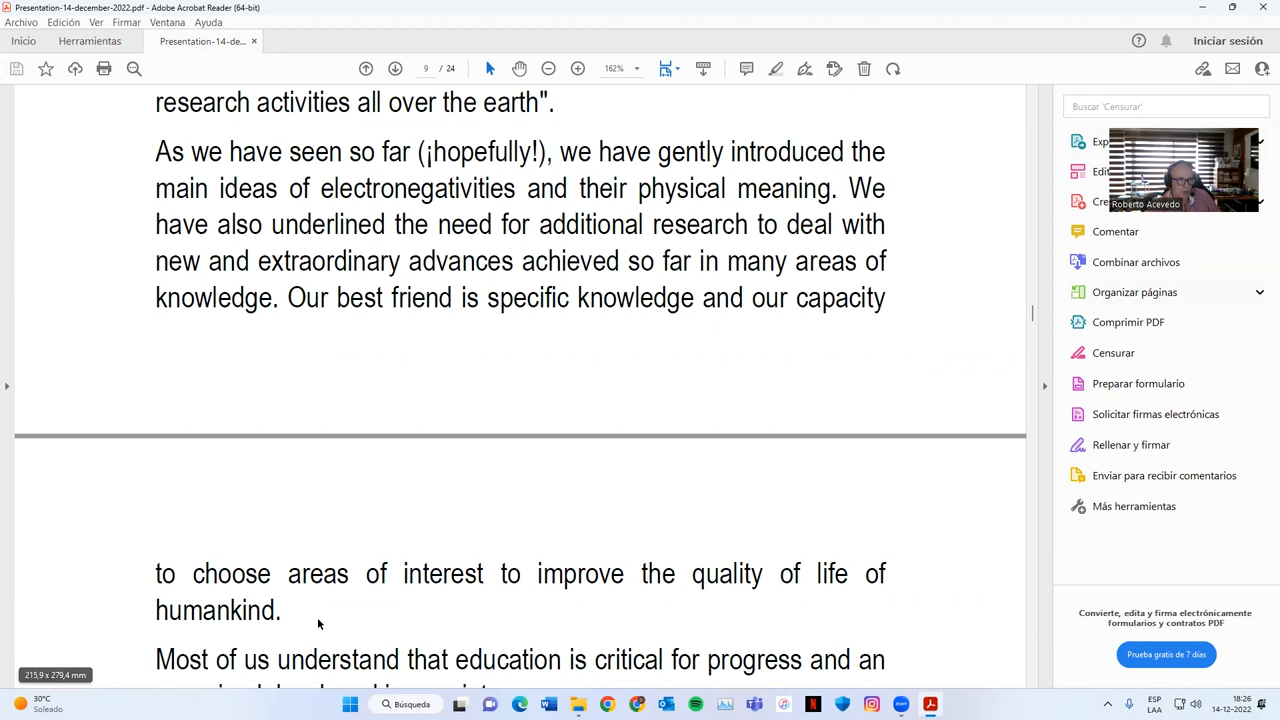 Presentation-14-december-2022.pdf - Adobe Acrobat Reader (64-bit)
Archivo Edición Ver Firmar Ventana Ayuda
Inicio Herramientas Presentation-14-de... Iniciar sesión
9 / 24 162%
research activities all over the earth".
As we have seen so far (¡hopefully!), we have gently introduced the
main ideas of electronegativities and their physical meaning. We
have also underlined the need for additional research to deal with
new and extraordinary advances achieved so far in many areas of
knowledge. Our best friend is specific knowledge and our capacity
to choose areas of interest to improve the quality of life of
humankind.
Most of us understand that education is critical for progress and an
215,9 x 279,4 mm
Buscar 'Censurar'
Roberto Acevedo
Comentar
Combinar archivos
Organizar páginas
Comprimir PDF
Censurar
Preparar formulario
Solicitar firmas electrónicas
Rellenar y firmar
Enviar para recibir comentarios
Más herramientas
Convierte, edita y firma electrónicamente
formularios y contratos PDF
Prueba gratis de 7 días
30°C
Soleado
Búsqueda
ESP
LAA
18:26
14-12-2022